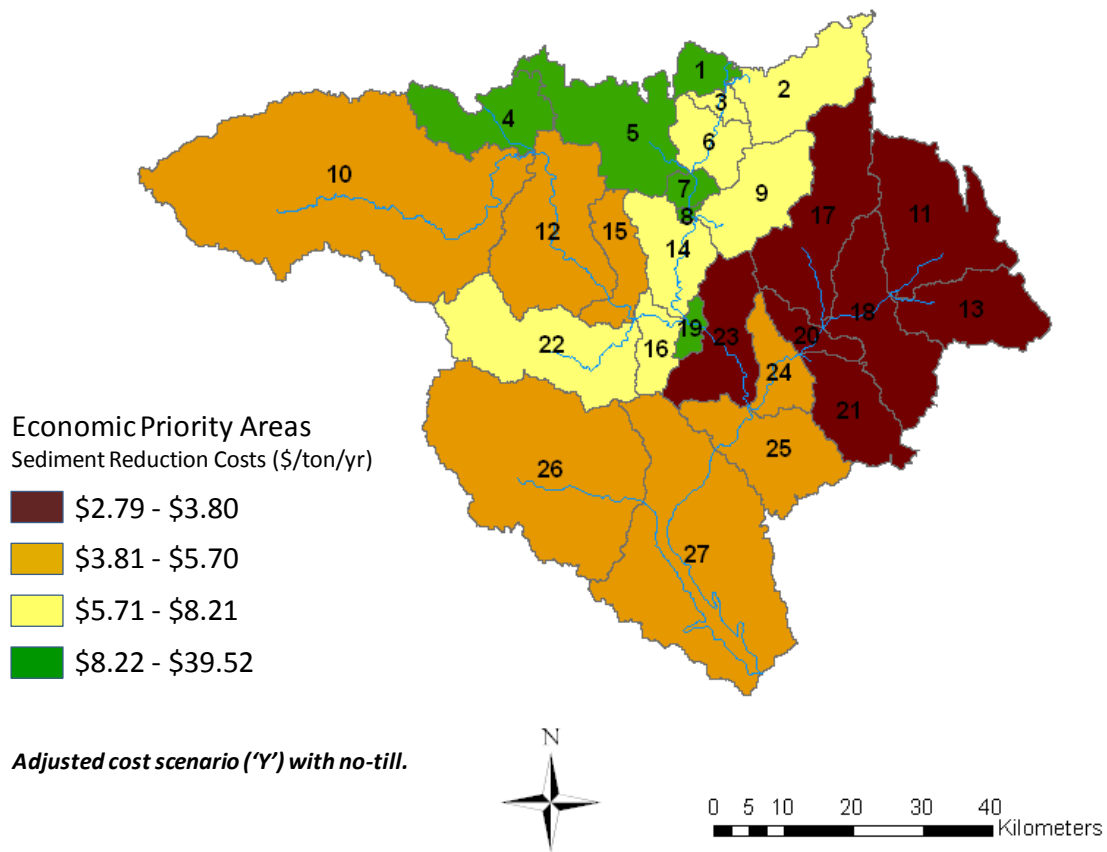 1
2
3
4
5
6
7
8
9
10
11
12
13
14
15
16
17
18
19
20
21
22
23
24
25
26
27
Economic Priority Areas
Sediment Reduction Costs ($/ton/yr)
$2.79 - $3.80
$3.81 - $5.70
$5.71 - $8.21
$8.22 - $39.52
Adjusted cost scenario (‘Y’) with no-till.
N
0 5 10 20 30 40
Kilometers